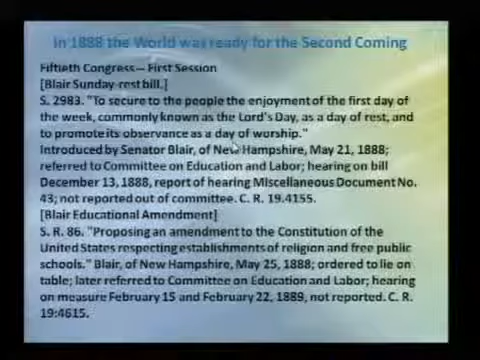 In 1888 the World was ready for the Second Coming
Fiftieth Congress— First Session
[Blair Sunday-rest bill.]
S. 2983. "To secure to the people the enjoyment of the first day of
the week, commonly known as the Lord's Day, as a day of rest, and
to promote its observance as a day of worship."
Introduced by Senator Blair, of New Hampshire, May 21, 1888;
referred to Committee on Education and Labor; hearing on bill
December 13, 1888, report of hearing Miscellaneous Document No.
43; not reported out of committee. C. R. 19.4155.
[Blair Educational Amendment]
S. R. 86. "Proposing an amendment to the Constitution of the
United States respecting establishments of religion and free public
schools." Blair, of New Hampshire, May 25, 1888; ordered to lie on
table; later referred to Committee on Education and Labor; hearing
on measure February 15 and February 22, 1889, not reported. C. R.
19:4615.